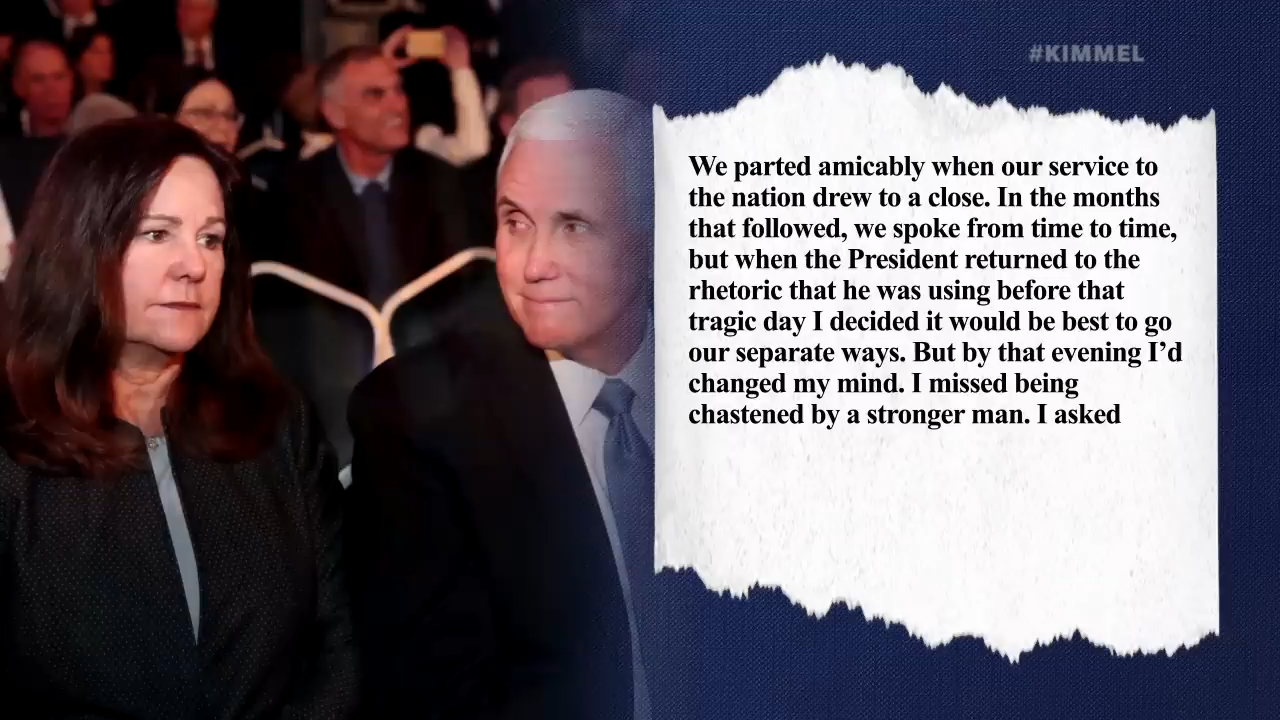 #KIMMEL
We parted amicably when our service to
the nation drew to a close. In the months
that followed, we spoke from time to time,
but when the President returned to the
rhetoric that he was using before that
tragic day I decided it would be best to go
our separate ways. But by that evening I’d
changed my mind. I missed being
chastened by a stronger man. I asked